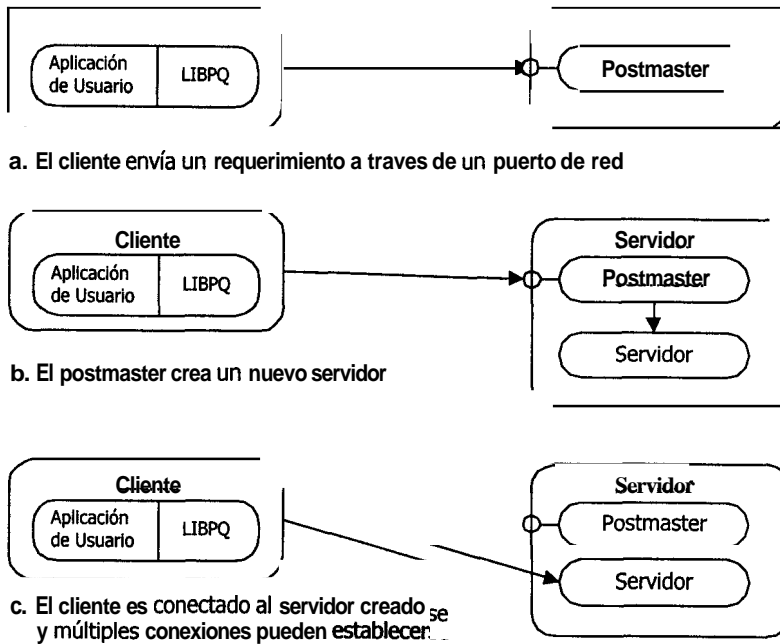 Aplicación
de Usuario
LIBPQ
Postmaster
a. El cliente envía un requerimiento a traves de un puerto de red
Cliente
Aplicación
de Usuario
LIBPQ
Servidor
Postmaster
Servidor
b. El postmaster crea un nuevo servidor
Cliente
Aplicación
de Usuario
LIBPQ
Servidor
Postmaster
Servidor
c. El cliente es conectado al servidor creado
y múltiples conexiones pueden establecerse